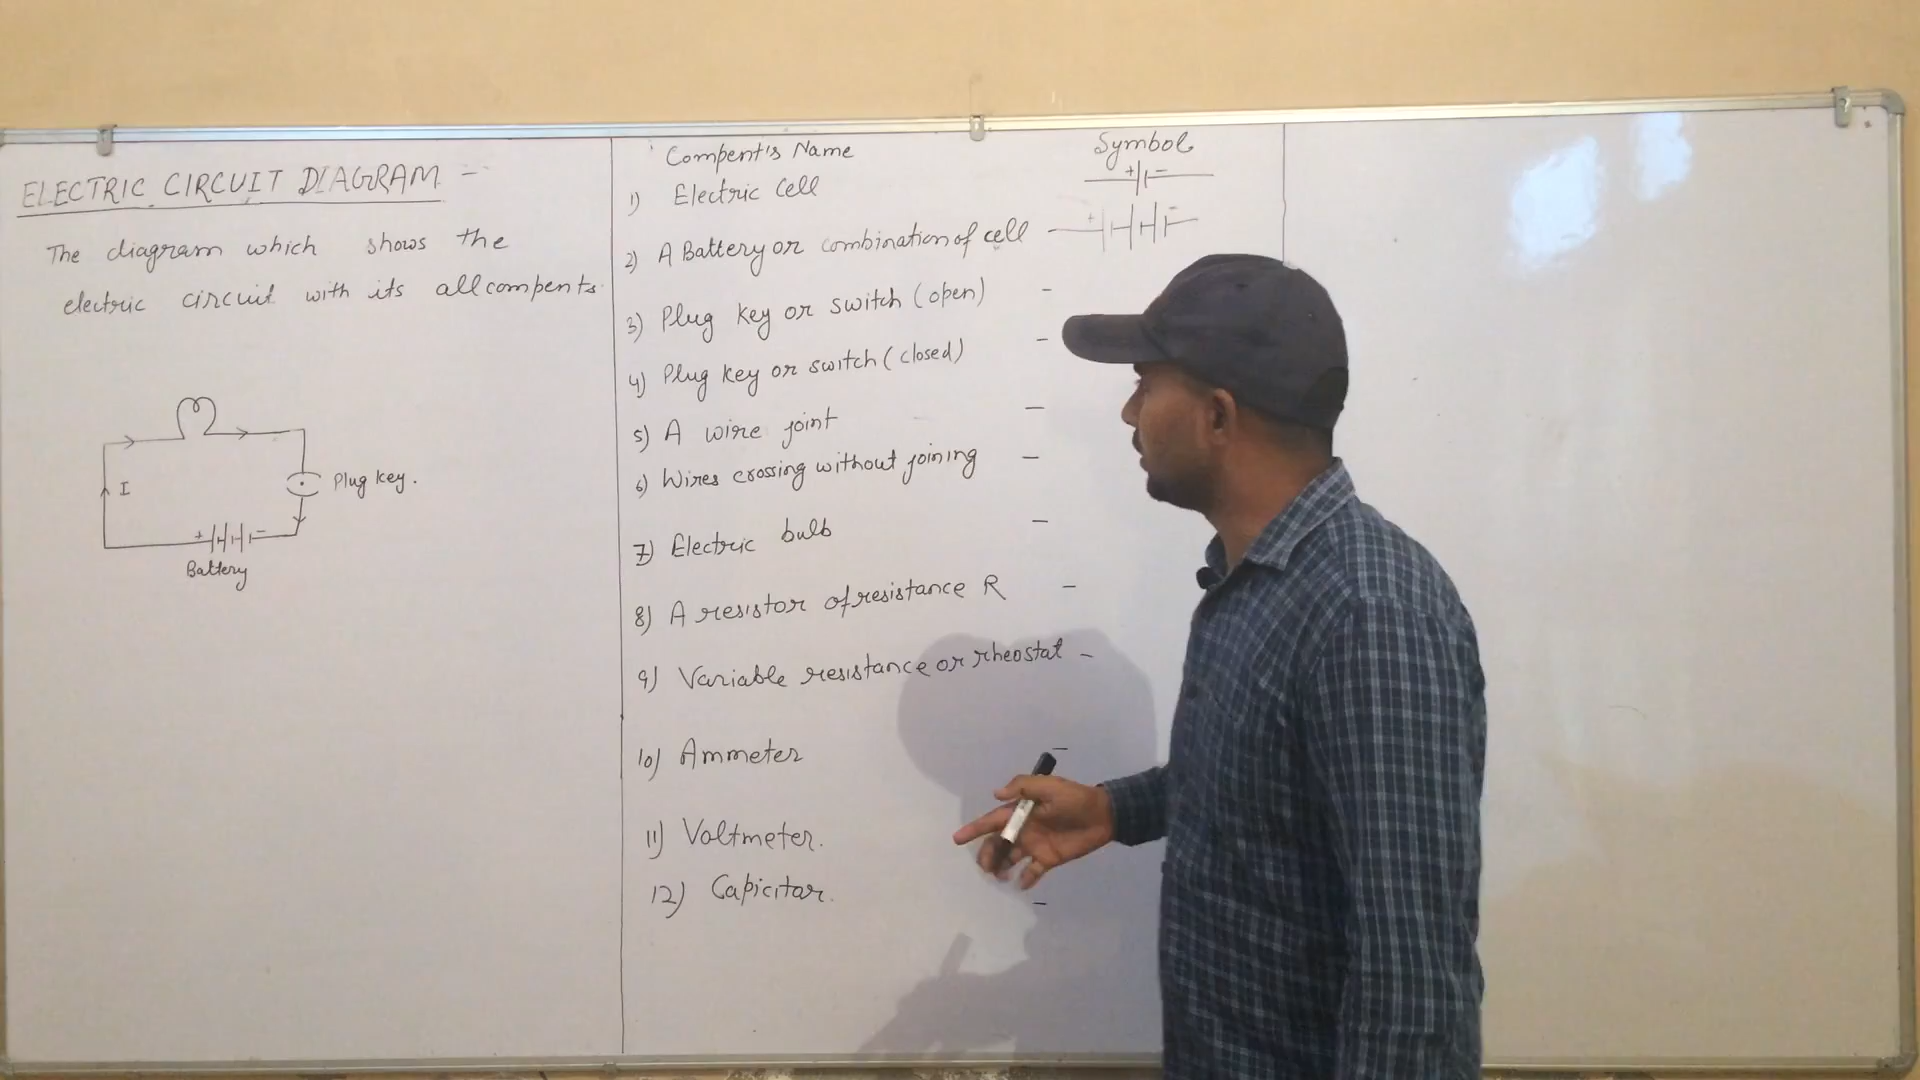 ELECTRIC CIRCUIT DIAGRAM -
The diagram which shows the
electric circuit with its all compents.
I
Plug key.
+ -
Battery
Compent's Name Symbol
1) Electric Cell + -
2) A Battery or combination of cell - + -
3) Plug key or switch (open) -
4) Plug key or switch (closed) -
5) A wire joint -
6) Wires crossing without joining -
7) Electric bulb -
8) A resistor of resistance R -
9) Variable resistance or rheostat -
10) Ammeter -
11) Voltmeter.
12) Capicitar. -